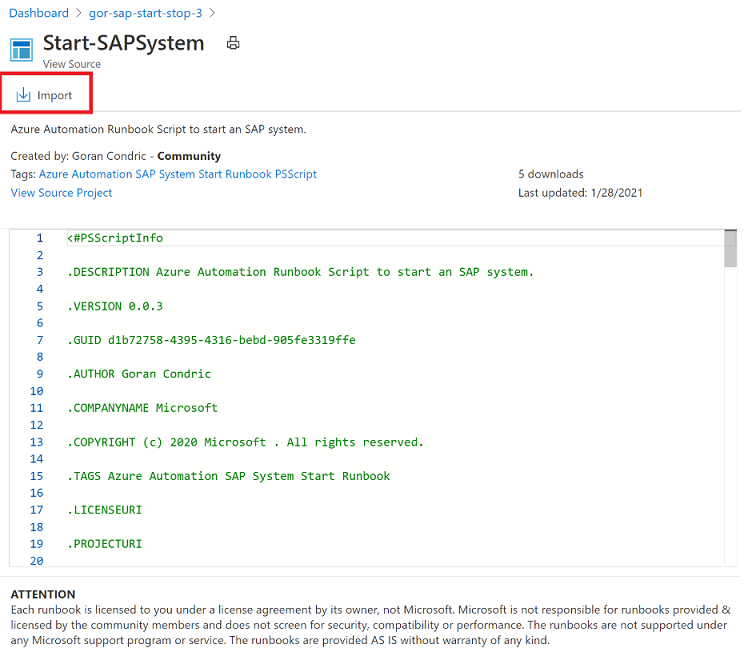 Dashboard > gor-sap-start-stop-3 >
Start-SAPSystem
View Source
Import
Azure Automation Runbook Script to start an SAP system.
Created by: Goran Condric - Community
Tags: Azure Automation SAP System Start Runbook PSScript
5 downloads
View Source Project
Last updated: 1/28/2021
1 <#PSScriptInfo
2
3 .DESCRIPTION Azure Automation Runbook Script to start an SAP system.
4
5 .VERSION 0.0.3
6
7 .GUID d1b72758-4395-4316-bebd-905fe3319ffe
8
9 .AUTHOR Goran Condric
10
11 .COMPANYNAME Microsoft
12
13 .COPYRIGHT (c) 2020 Microsoft . All rights reserved.
14
15 .TAGS Azure Automation SAP System Start Runbook
16
17 .LICENSEURI
18
19 .PROJECTURI
20
ATTENTION
Each runbook is licensed to you under a license agreement by its owner, not Microsoft. Microsoft is not responsible for runbooks provided &
licensed by the community members and does not screen for security, compatibility or performance. The runbooks are not supported under
any Microsoft support program or service. The runbooks are provided AS IS without warranty of any kind.